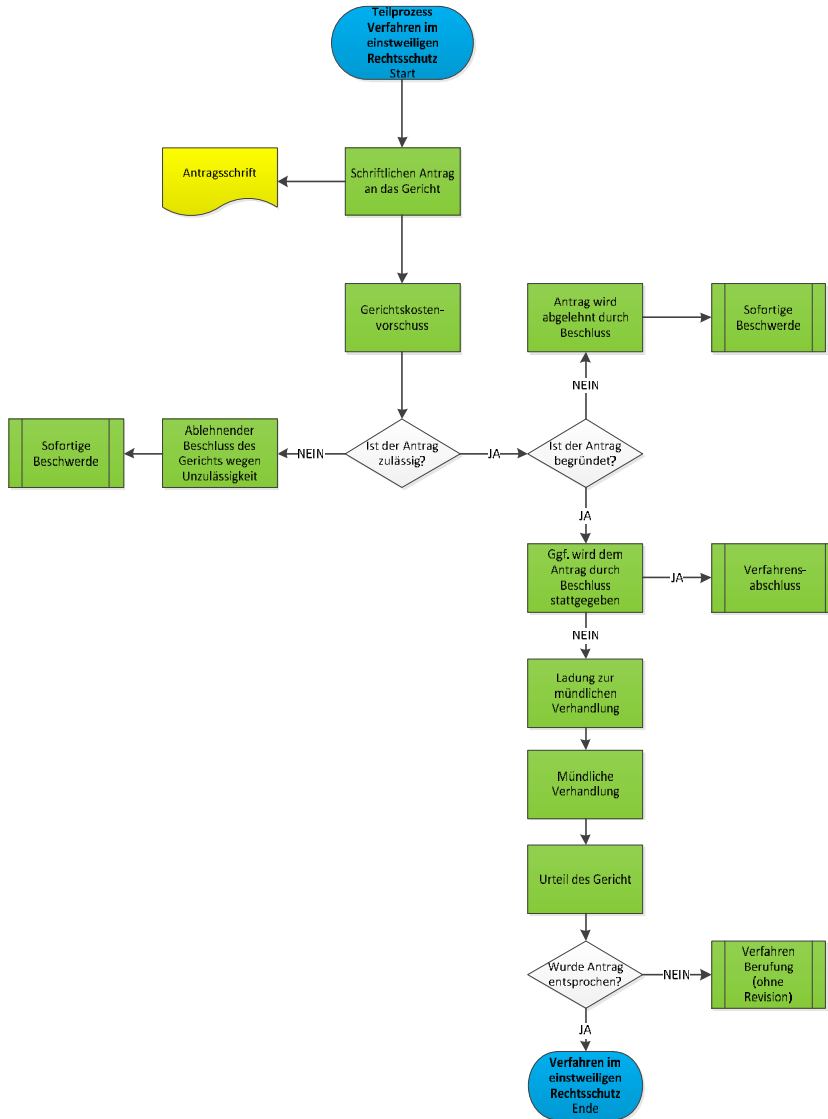 Teilprozess
Verfahren im
einstweiligen
Rechtsschutz
Start
Antragsschrift
Schriftlichen Antrag
an das Gericht
Gerichtskosten-
vorschuss
Antrag wird
abgelehnt durch
Beschluss
Sofortige
Beschwerde
NEIN
Sofortige
Beschwerde
Ablehnender
Beschluss des
Gerichts wegen
Unzulässigkeit
NEIN
Ist der Antrag
zulässig?
JA
Ist der Antrag
begründet?
JA
Ggf. wird dem
Antrag durch
Beschluss
stattgegeben
JA
Verfahrens-
abschluss
NEIN
Ladung zur
mündlichen
Verhandlung
Mündliche
Verhandlung
Urteil des Gericht
Wurde Antrag
entsprochen?
NEIN
Verfahren
Berufung
(ohne
Revision)
JA
Verfahren im
einstweiligen
Rechtsschutz
Ende